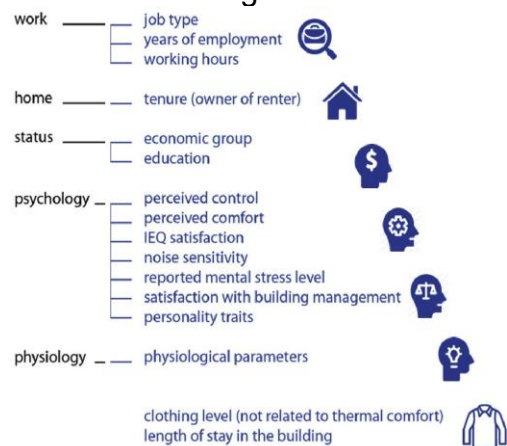 work job type
years of employment
working hours
home tenure (owner of renter)
status economic group
education
psychology perceived control
perceived comfort
IEQ satisfaction
noise sensitivity
reported mental stress level
satisfaction with building management
personality traits
physiology physiological parameters
clothing level (not related to thermal comfort)
length of stay in the building